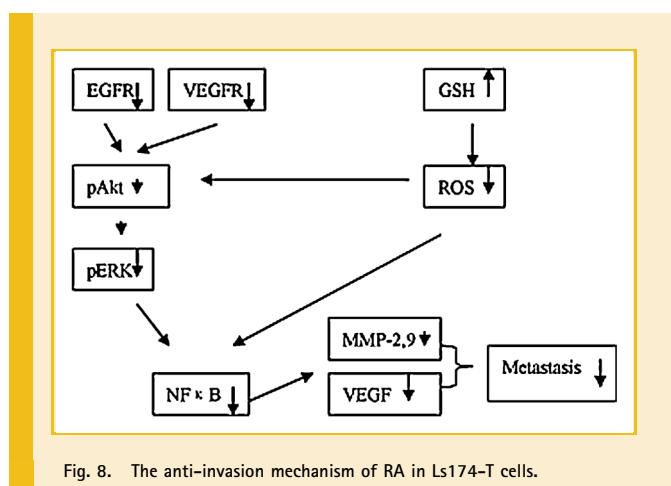 EGFR↓
VEGFR↓
GSH↑
pAkt↓
ROS↓
pERK↓
MMP-2,9↓
Metastasis↓
NFκB↓
VEGF↓
Fig. 8. The anti-invasion mechanism of RA in Ls174-T cells.